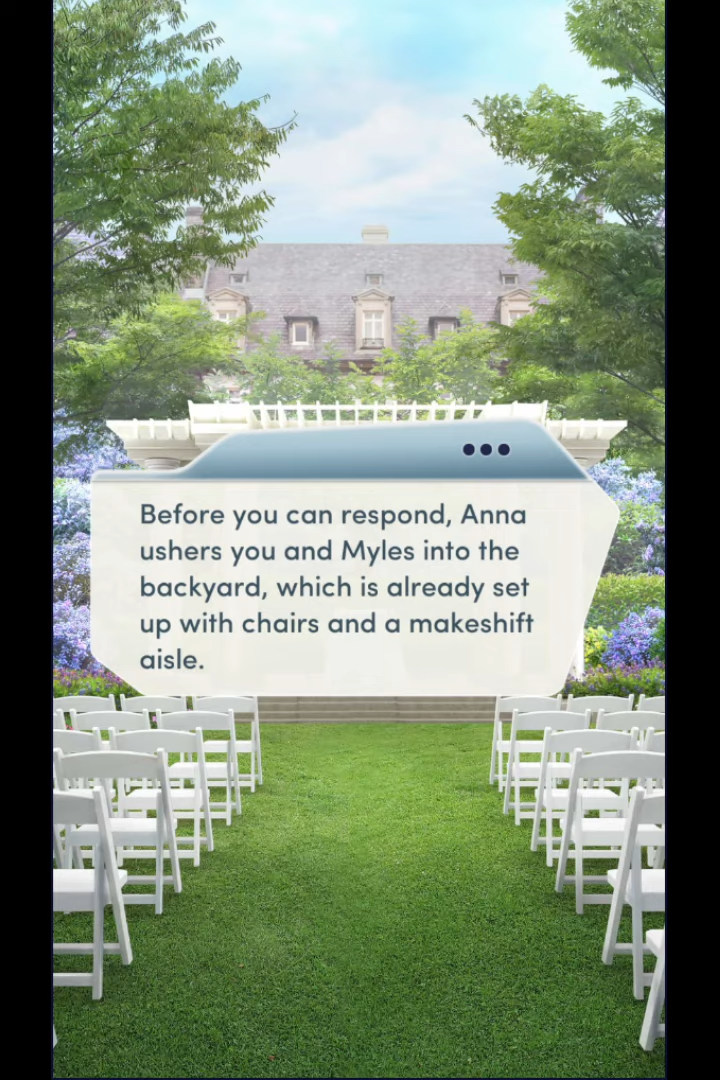 Before you can respond, Anna
ushers you and Myles into the
backyard, which is already set
up with chairs and a makeshift
aisle.